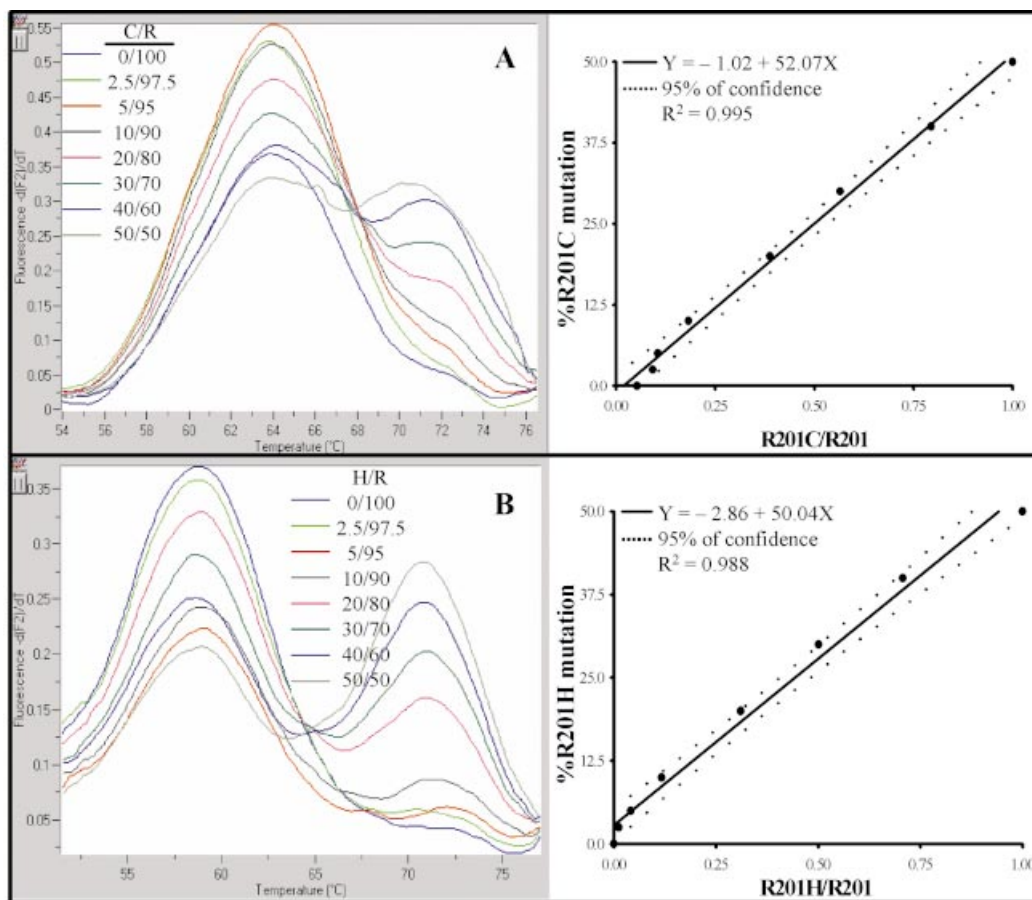 A
C/R
0/100
2.5/97.5
5/95
10/90
20/80
30/70
40/60
50/50
Fluorescence -d(F2)/dT
0.55
0.5
0.45
0.4
0.35
0.3
0.25
0.2
0.15
0.1
0.05
0
54 56 58 60 62 64 66 68 70 72 74 76
Temperature (°C)
Y = – 1.02 + 52.07X
95% of confidence
R² = 0.995
%R201C mutation
50.0
37.5
25.0
12.5
0.0
0.00 0.25 0.50 0.75 1.00
R201C/R201
B
H/R
0/100
2.5/97.5
5/95
10/90
20/80
30/70
40/60
50/50
Fluorescence -d(F2)/dT
0.35
0.3
0.25
0.2
0.15
0.1
0.05
55 60 65 70 75
Temperature (°C)
Y = – 2.86 + 50.04X
95% of confidence
R² = 0.988
%R201H mutation
50.0
37.5
25.0
12.5
0.0
0.00 0.25 0.50 0.75 1.00
R201H/R201